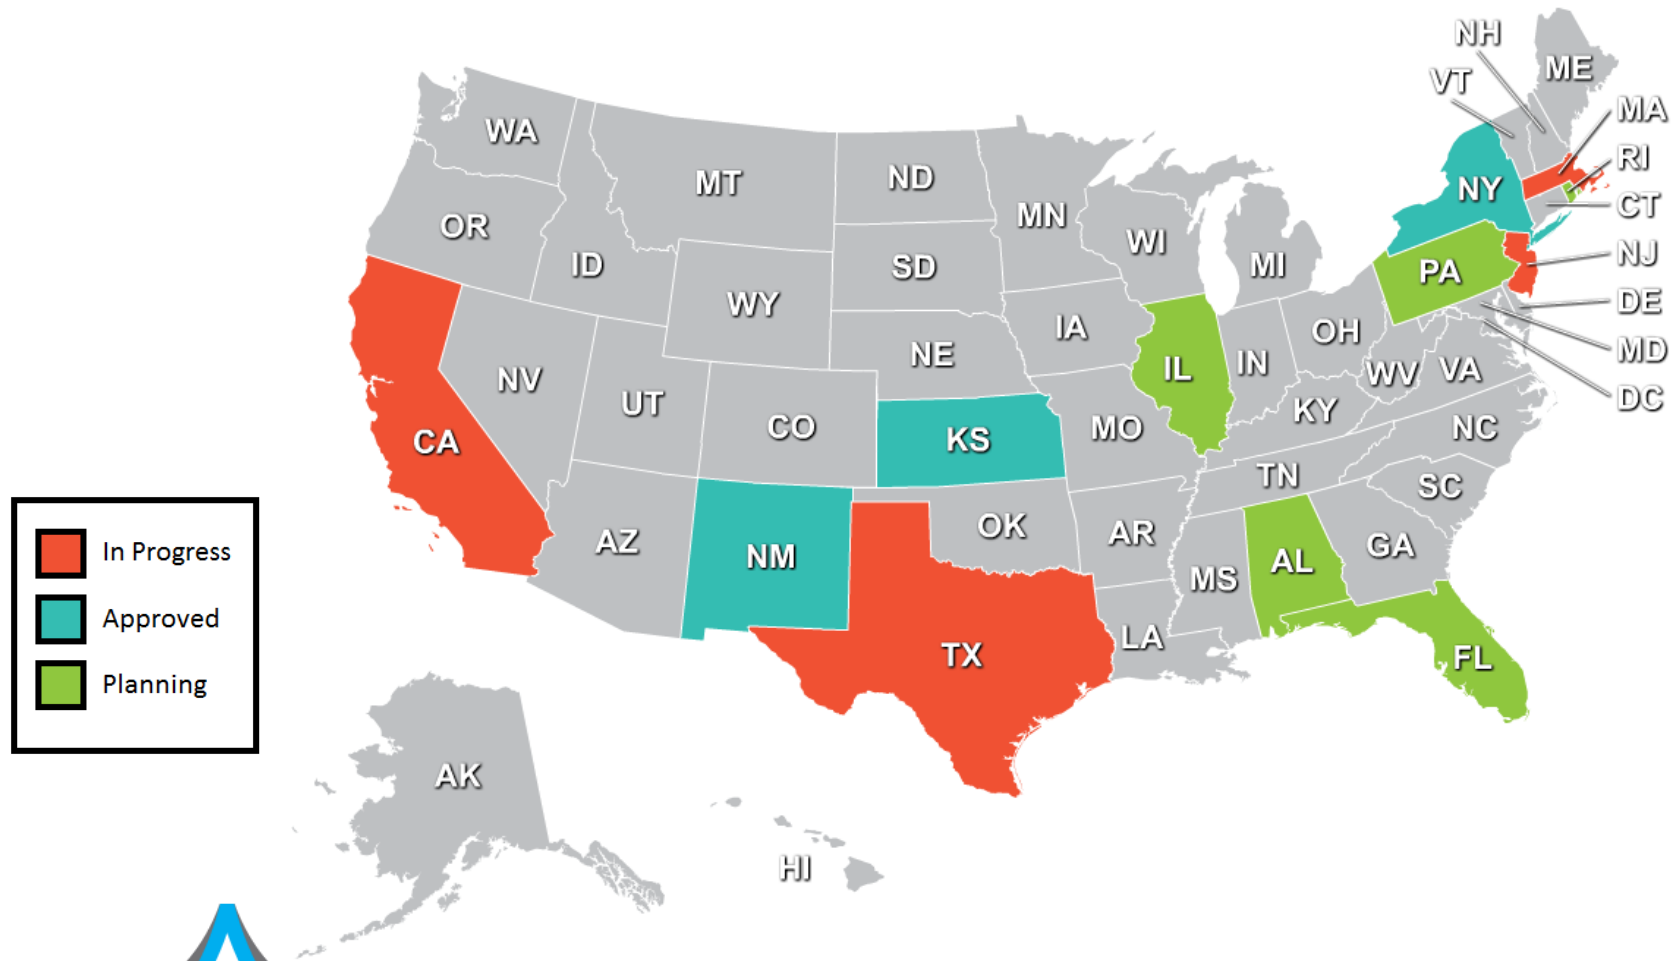 NH
ME
VT
MA
WA
RI
MT
ND
NY
CT
OR
MN
WI
NJ
ID
SD
MI
PA
WY
DE
IA
OH
NE
IN
MD
NV
IL
WV
VA
UT
KY
DC
CO
MO
NC
CA
KS
TN
SC
OK
AR
GA
AZ
NM
AL
MS
In Progress
Approved
LA
TX
FL
Planning
AK
HI